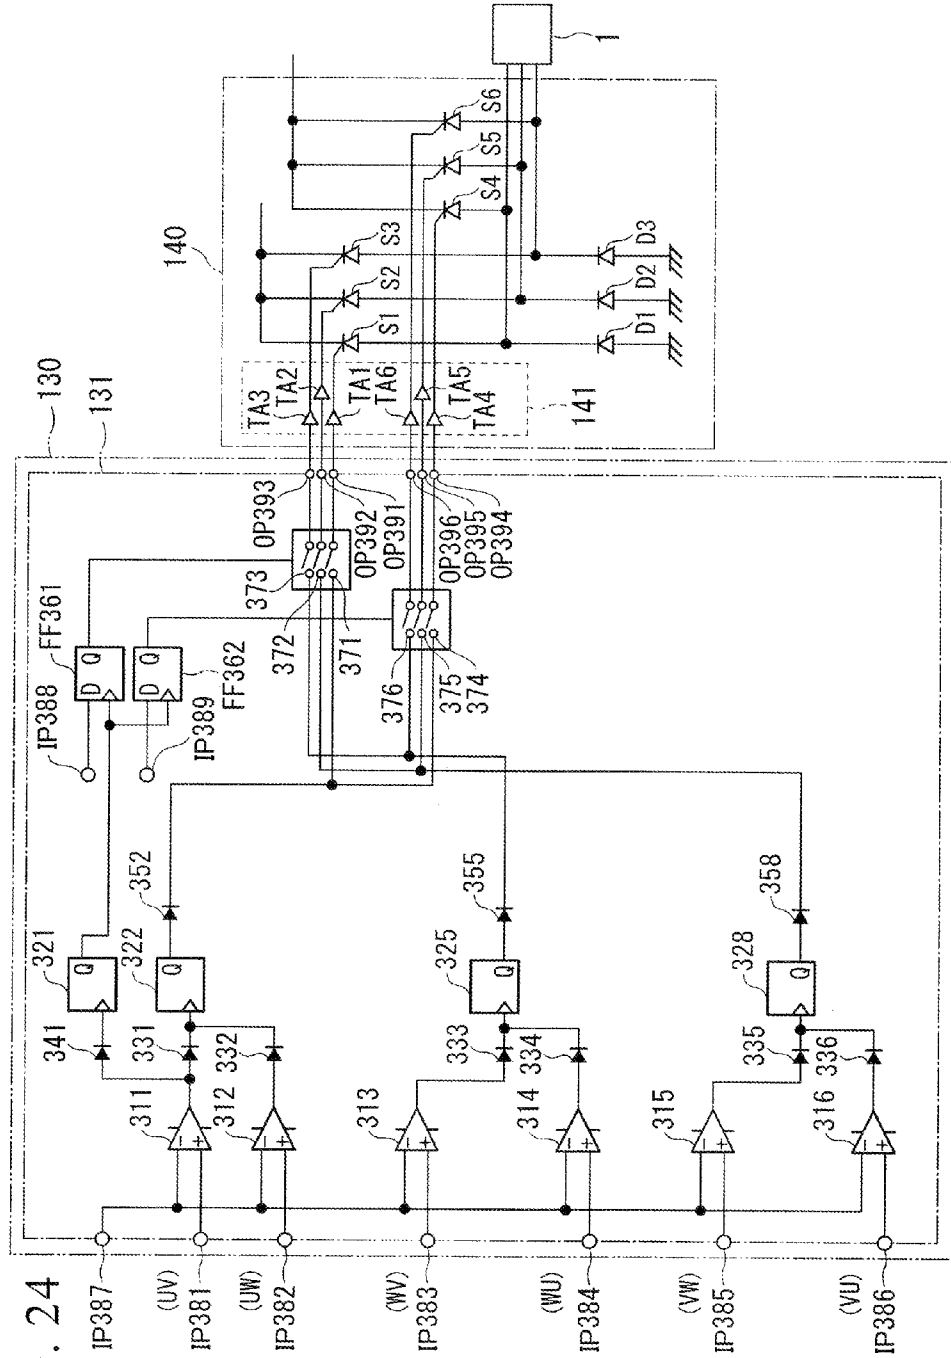 . 24
130
131
140
141
1
IP387
(UV)
IP381
(UW)
IP382
(WV)
IP383
(WU)
IP384
(VW)
IP385
(VU)
IP386
311
312
313
314
315
316
-
+
-
+
-
+
-
+
-
+
-
+
341
331
332
333
334
335
336
321
Q
322
Q
325
Q
328
Q
352
355
358
IP388
IP389
FF361
D Q
FF362
D Q
373
372
371
376
375
374
OP393
OP392
OP391
OP396
OP395
OP394
TA3
TA2
TA1
TA6
TA5
TA4
S1
S2
S3
S4
S5
S6
D1
D2
D3